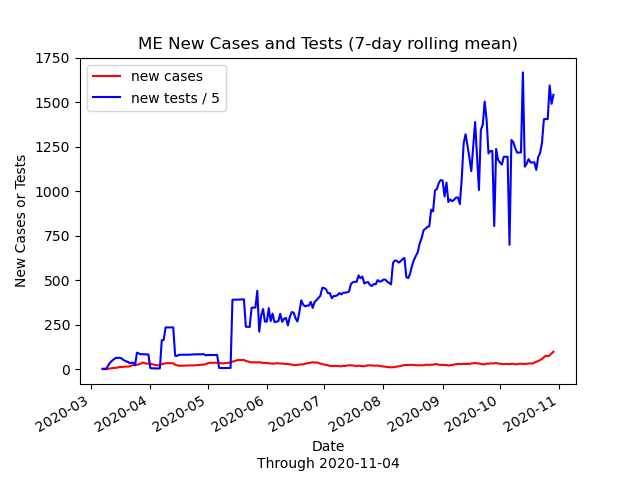 ME New Cases and Tests (7-day rolling mean)
new cases
new tests / 5
New Cases or Tests
1750
1500
1250
1000
750
500
250
0
2020-03
2020-04
2020-05
2020-06
2020-07
2020-08
2020-09
2020-10
2020-11
Date
Through 2020-11-04